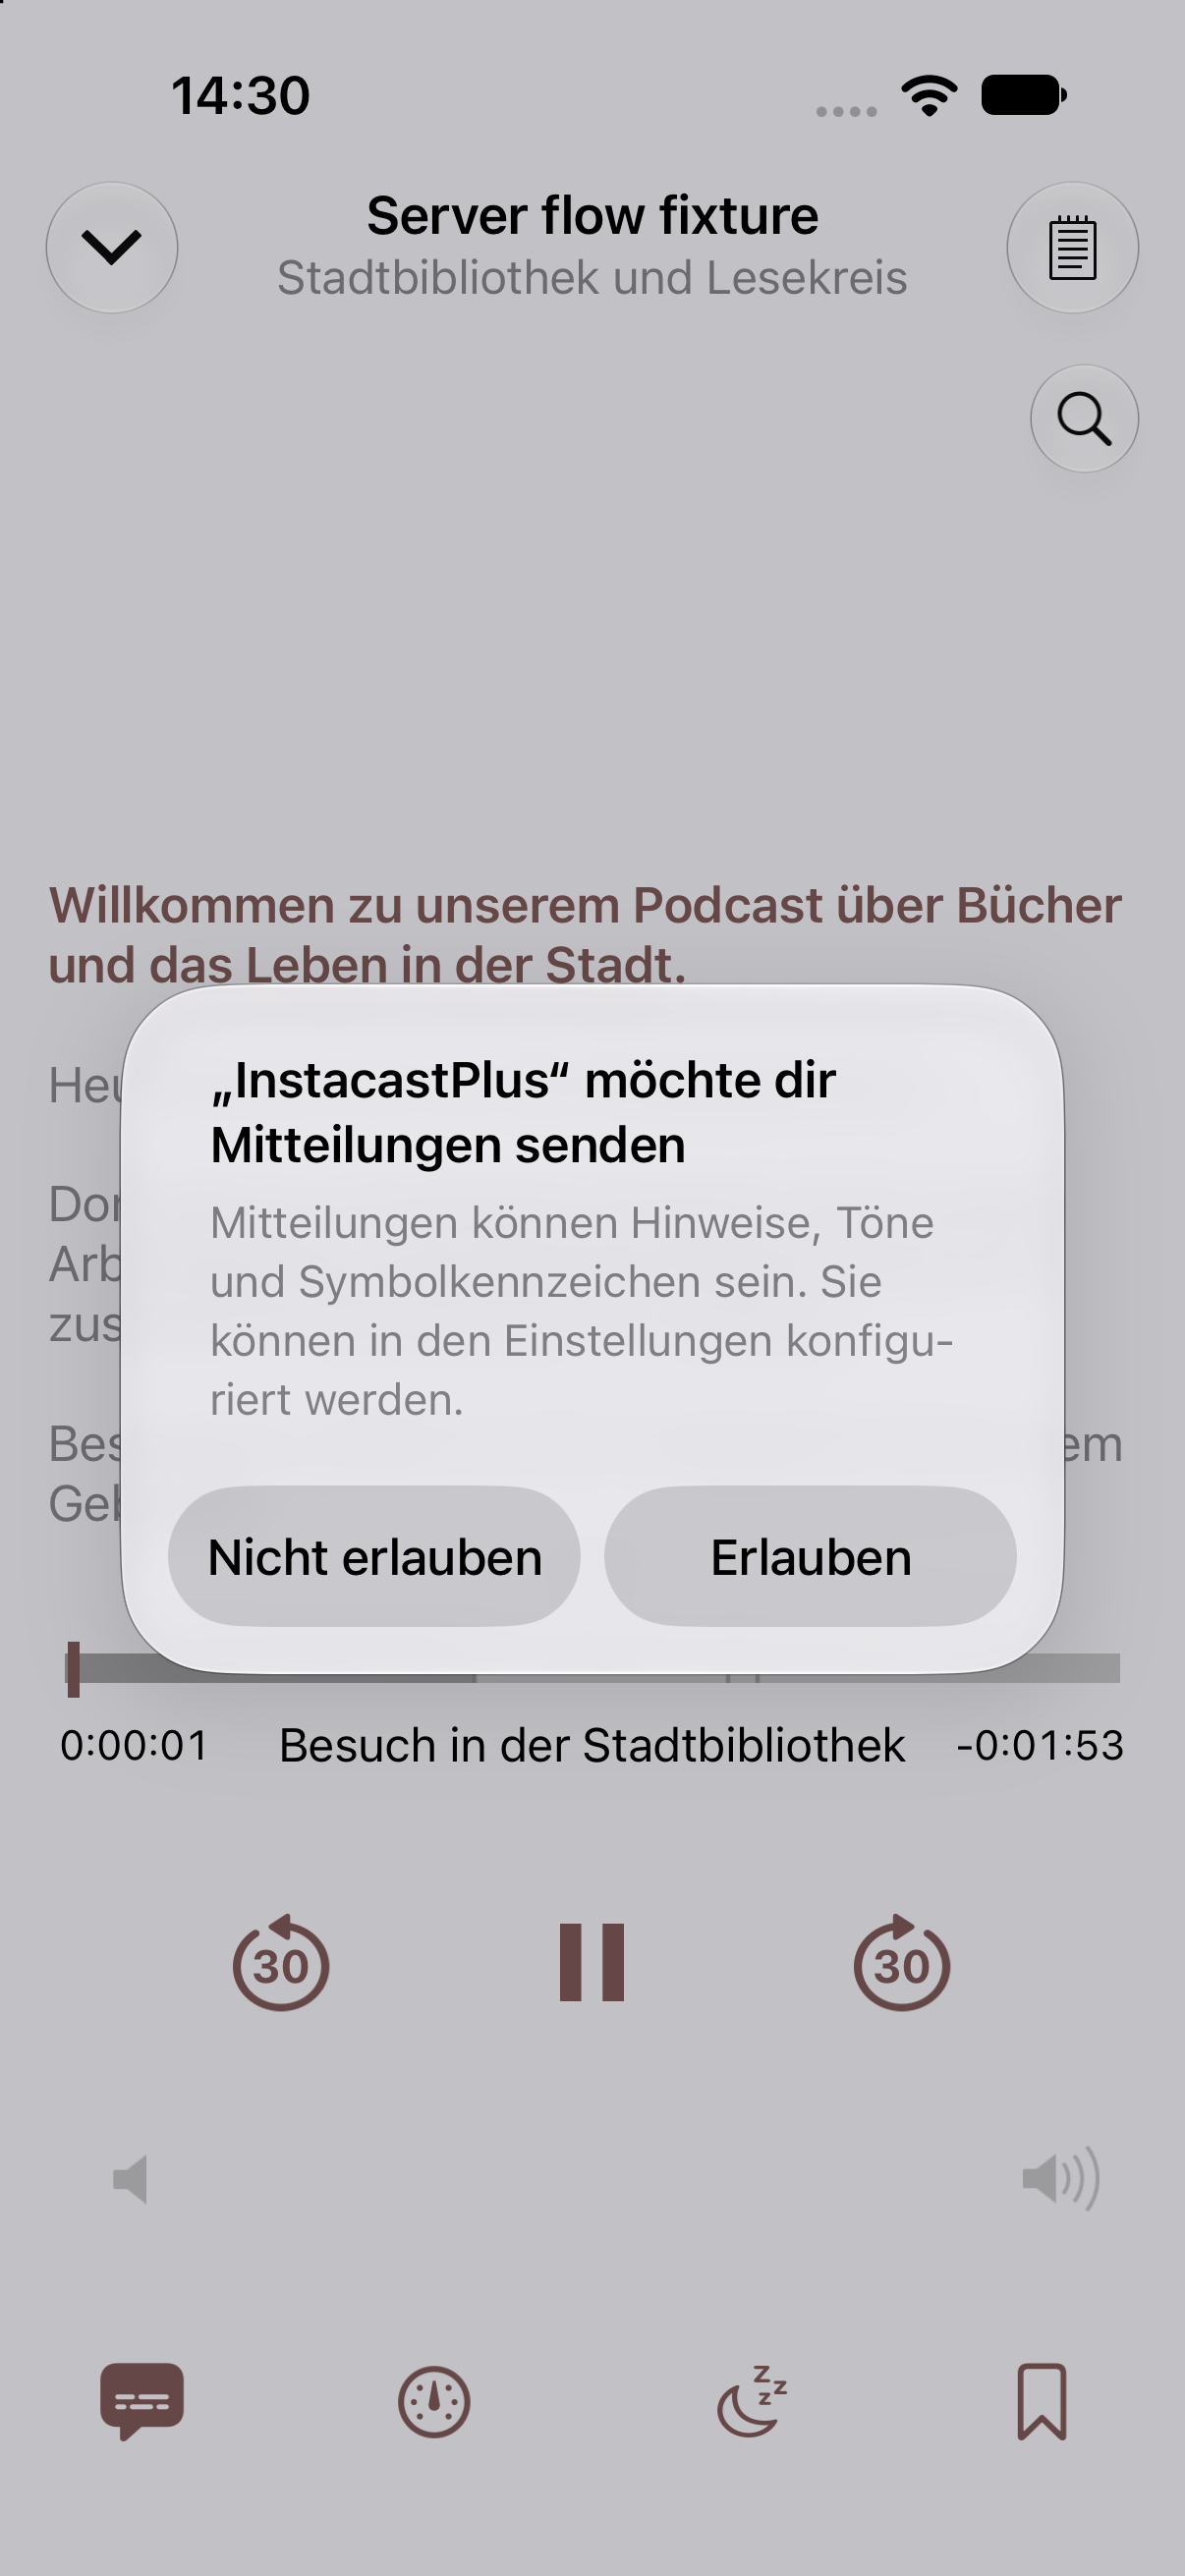 14:30
Server flow fixture
Stadtbibliothek und Lesekreis
Willkommen zu unserem Podcast über Bücher
und das Leben in der Stadt.
„InstacastPlus“ möchte dir
Mitteilungen senden
Mitteilungen können Hinweise, Töne
und Symbolkennzeichen sein. Sie
können in den Einstellungen konfigu-
riert werden.
Nicht erlauben Erlauben
0:00:01 Besuch in der Stadtbibliothek -0:01:53
30 30
z z z